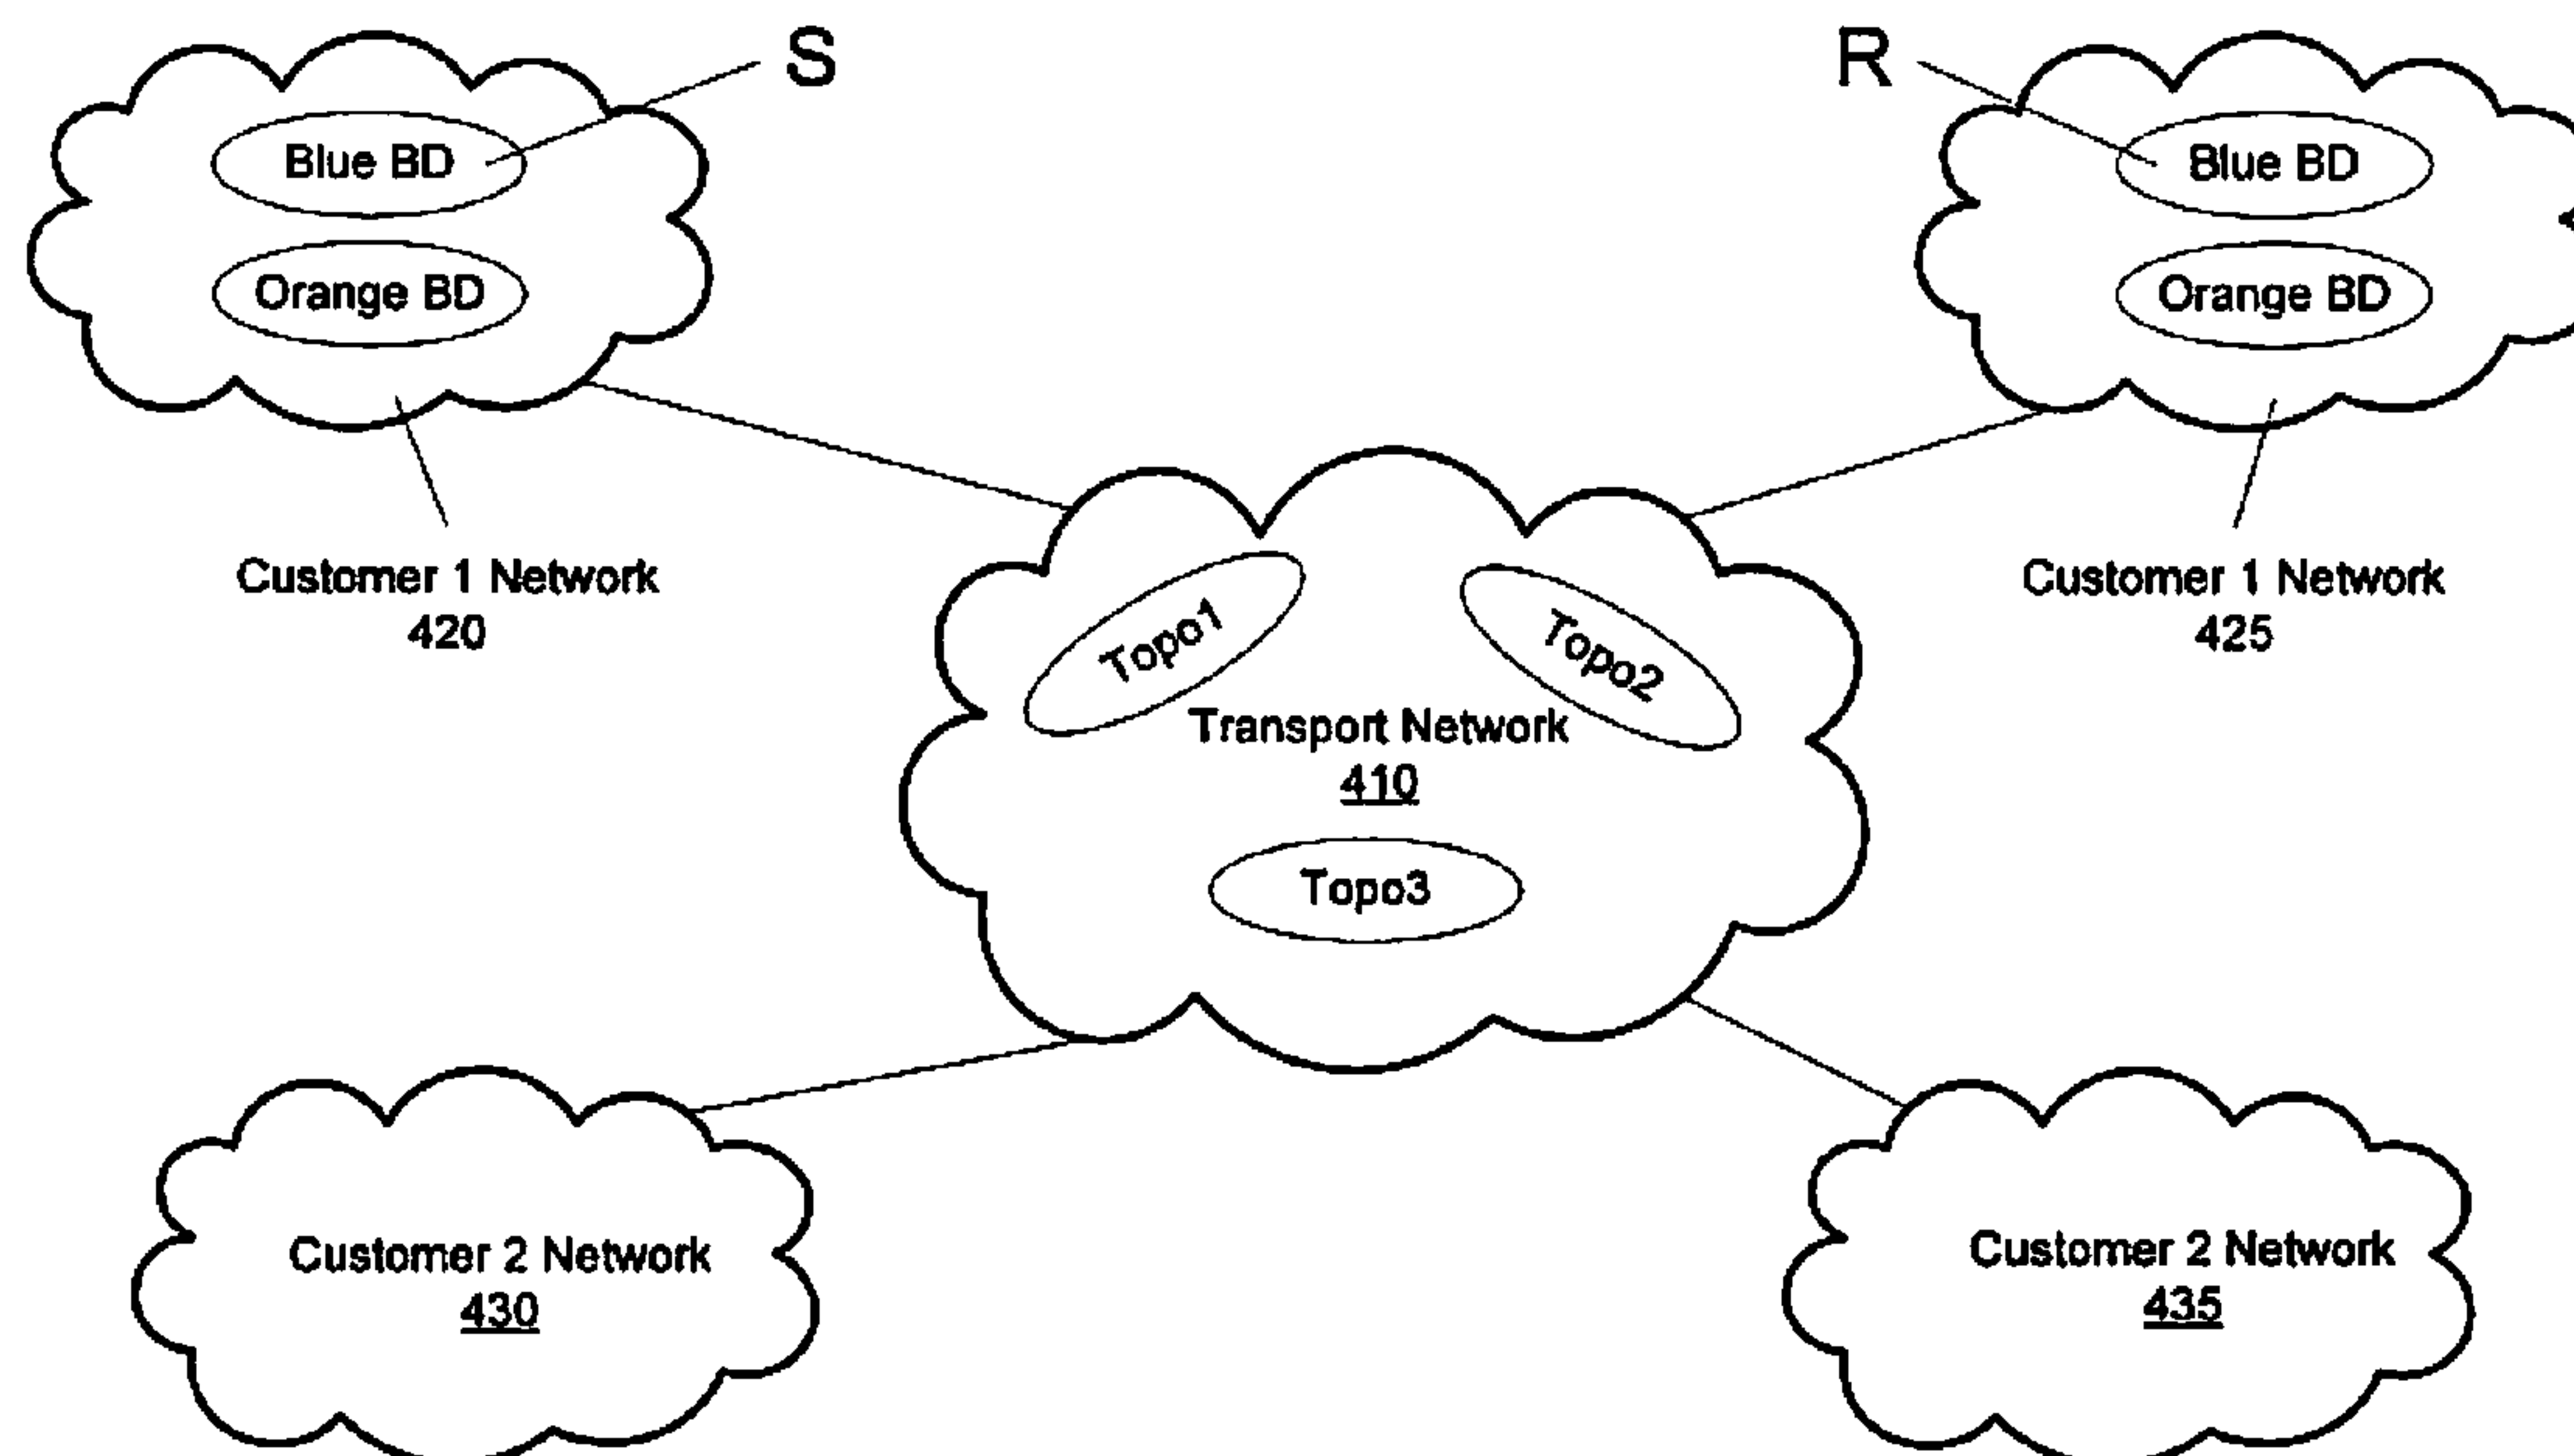 S
R
Blue BD
Orange BD
Blue BD
Orange BD
Customer 1 Network
420
Customer 1 Network
425
Topo1
Topo2
Transport Network
410
Topo3
Customer 2 Network
430
Customer 2 Network
435